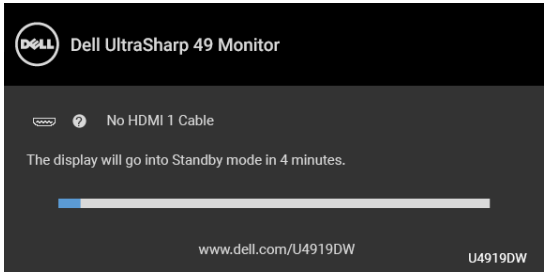 DELL Dell UltraSharp 49 Monitor
? No HDMI 1 Cable
The display will go into Standby mode in 4 minutes.
www.dell.com/U4919DW
U4919DW